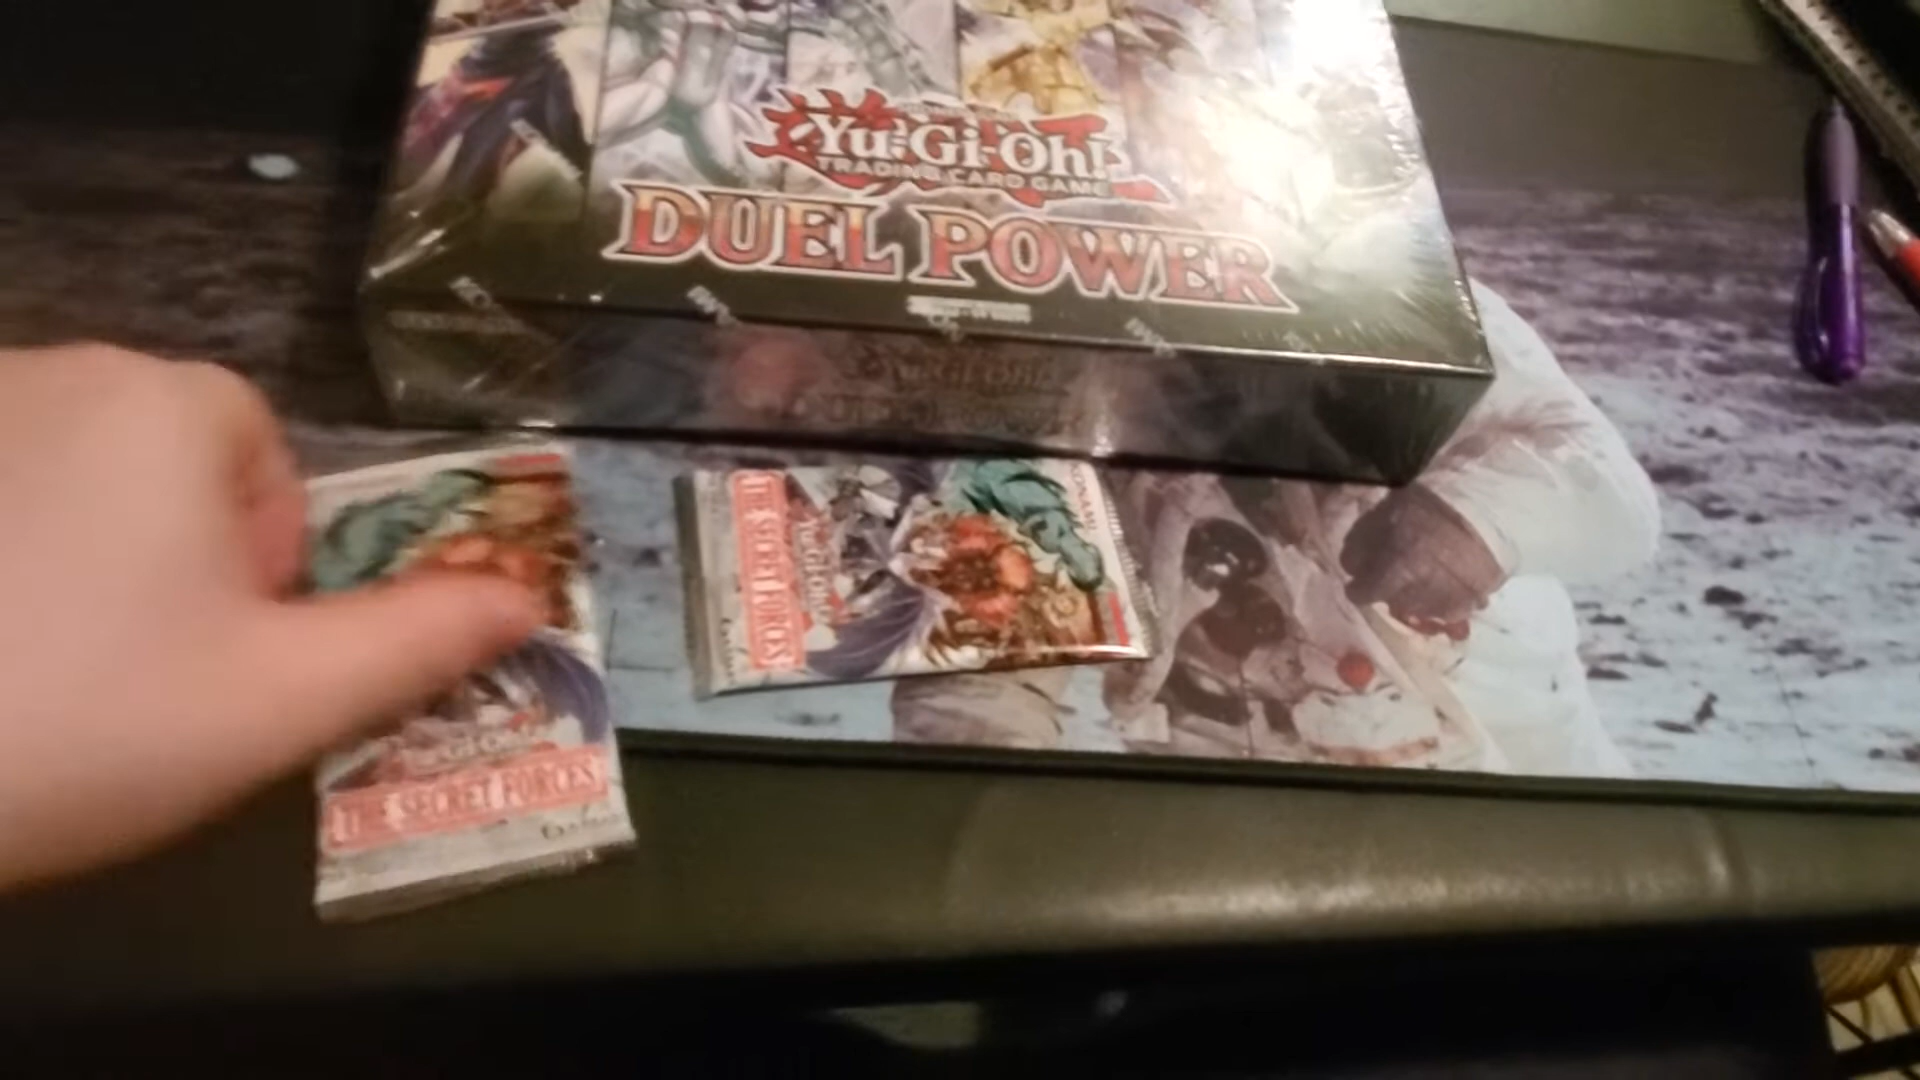 Yu-Gi-Oh!
TRADING CARD GAME
DUEL POWER
KONAMI
Yu-Gi-Oh!
THE SECRET FORCES
Yu-Gi-Oh!
THE SECRET FORCES